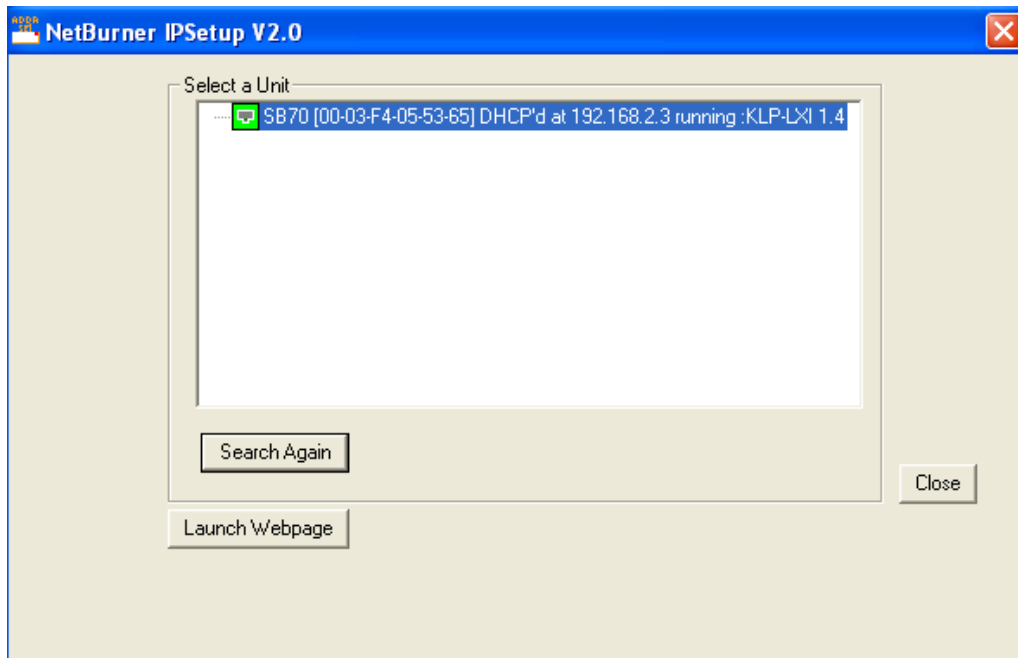 NetBurner IPSetup V2.0
Select a Unit
SB70 [00-03-F4-05-53-65] DHCP'd at 192.168.2.3 running :KLP-LXI 1.4
Search Again
Close
Launch Webpage